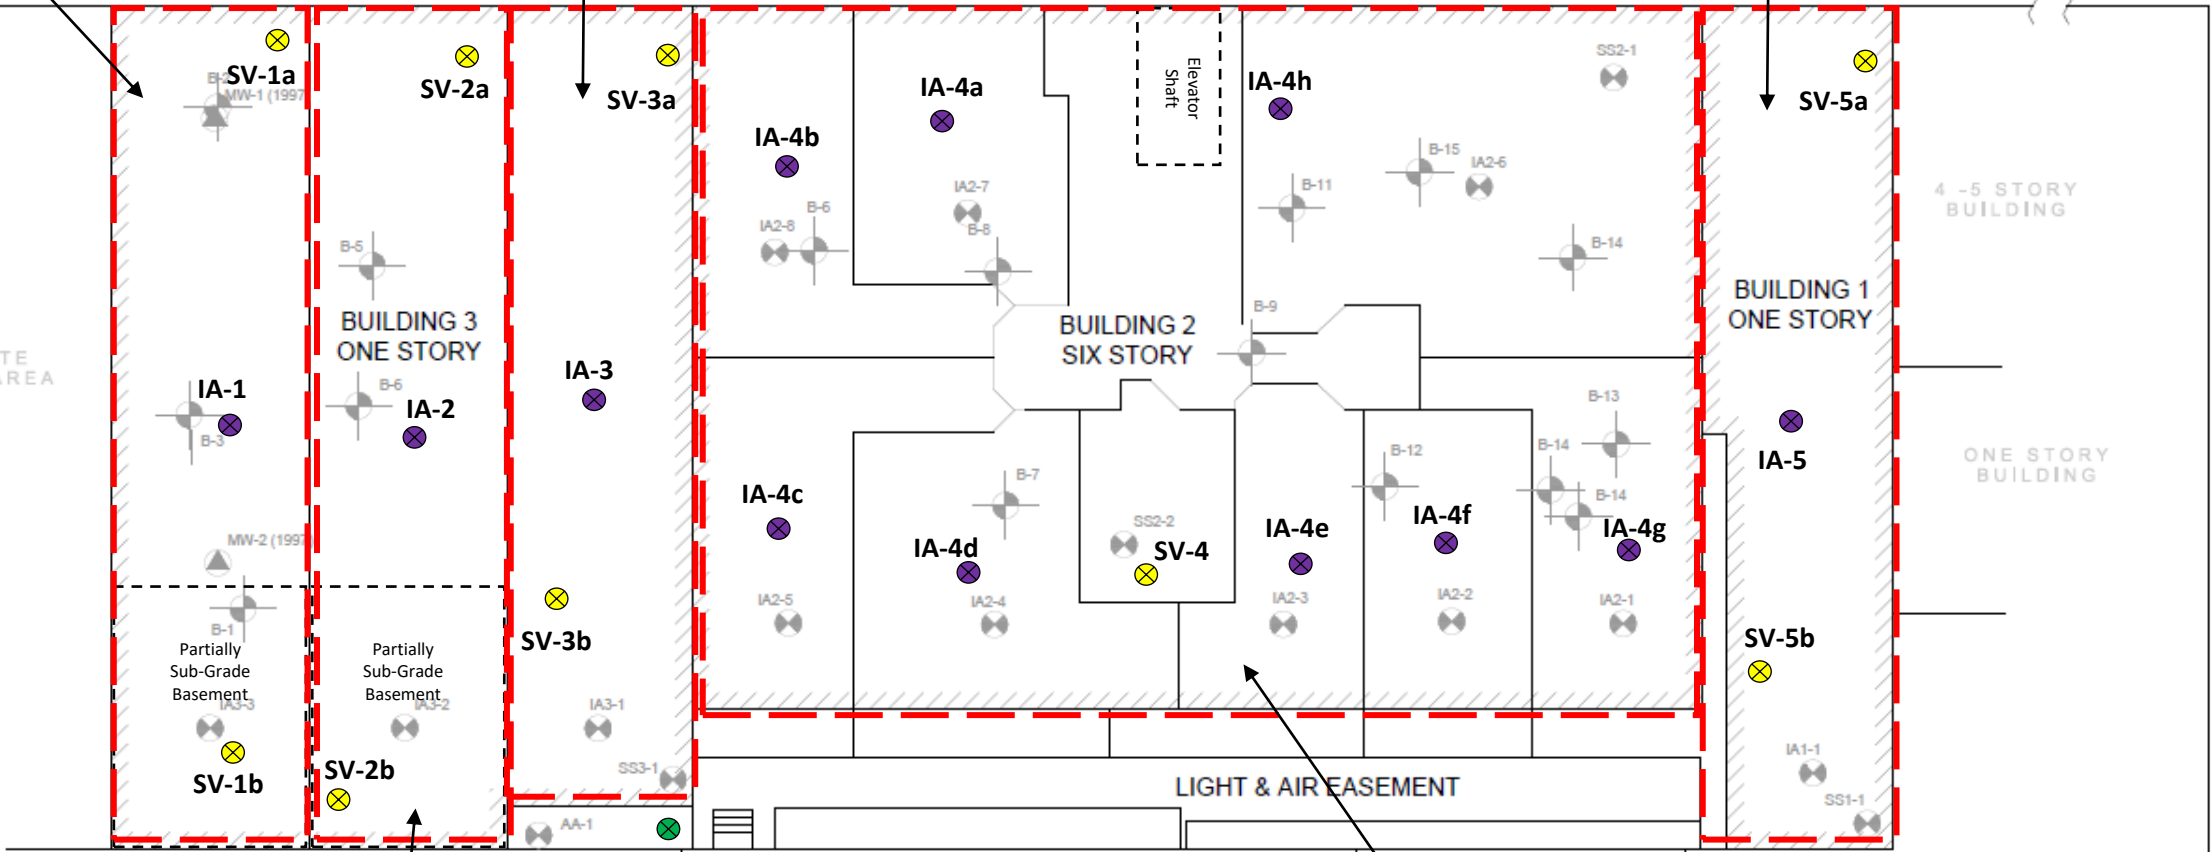 SV-1a
B-2
MW-1 (1997
SV-2a
SV-3a
IA-4b
IA-4a
Elevator
Shaft
IA-4h
SS2-1
SV-5a
B-15
IA2-6
B-11
IA2-7
B-8
B-6
IA2-8
B-14
4 -5 STORY
BUILDING
B-5
BUILDING 3
ONE STORY
BUILDING 2
SIX STORY
B-9
BUILDING 1
ONE STORY
TE
AREA
IA-1
B-3
B-6
IA-2
IA-3
B-13
IA-5
ONE STORY
BUILDING
IA-4c
B-7
IA-4d
SS2-2
SV-4
IA-4e
B-12
IA-4f
B-14
B-14
IA-4g
MW-2 (1997
B-1
Partially
Sub-Grade
Basement
IA3-3
SV-1b
Partially
Sub-Grade
Basement
IA3-2
SV-2b
SV-3b
IA3-1
SS3-1
AA-1
IA2-5
IA2-4
IA2-3
IA2-2
IA2-1
SV-5b
LIGHT & AIR EASEMENT
IA1-1
SS1-1